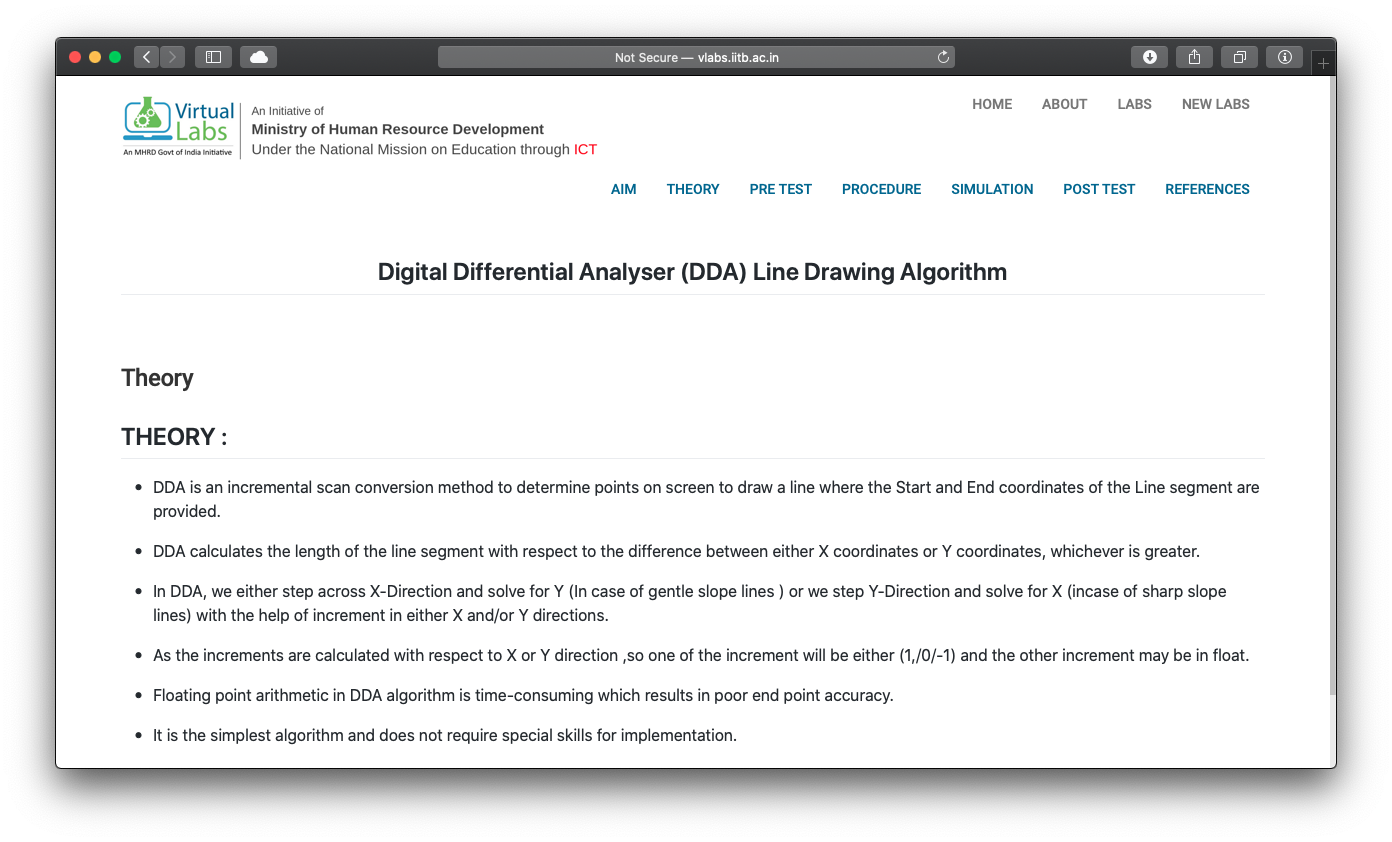 Not Secure — vlabs.iitb.ac.in
Virtual Labs
An MHRD Govt of India Initiative
An Initiative of
Ministry of Human Resource Development
Under the National Mission on Education through ICT
HOME ABOUT LABS NEW LABS
AIM THEORY PRE TEST PROCEDURE SIMULATION POST TEST REFERENCES
Digital Differential Analyser (DDA) Line Drawing Algorithm
Theory
THEORY :
• DDA is an incremental scan conversion method to determine points on screen to draw a line where the Start and End coordinates of the Line segment are
provided.
• DDA calculates the length of the line segment with respect to the difference between either X coordinates or Y coordinates, whichever is greater.
• In DDA, we either step across X-Direction and solve for Y (In case of gentle slope lines ) or we step Y-Direction and solve for X (incase of sharp slope
lines) with the help of increment in either X and/or Y directions.
• As the increments are calculated with respect to X or Y direction ,so one of the increment will be either (1,/0/-1) and the other increment may be in float.
• Floating point arithmetic in DDA algorithm is time-consuming which results in poor end point accuracy.
• It is the simplest algorithm and does not require special skills for implementation.